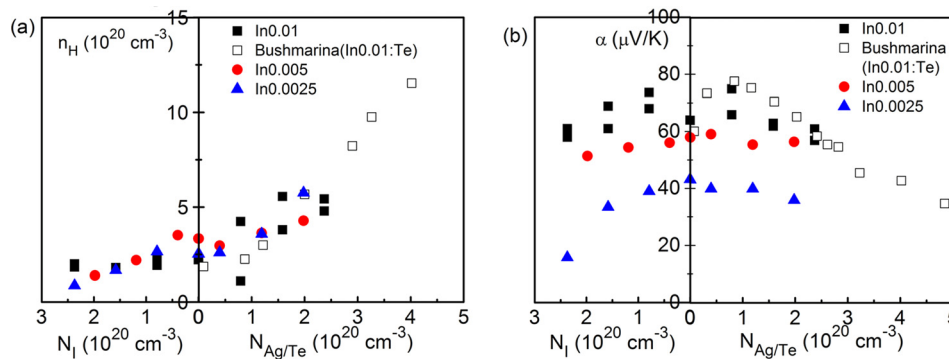 (a)
n_H (10^20 cm^-3)
15
10
5
0
In0.01
Bushmarina(In0.01:Te)
In0.005
In0.0025
3 2 1 0 1 2 3 4 5
N_I (10^20 cm^-3)
N_Ag/Te (10^20 cm^-3)
(b)
α (μV/K)
100
80
60
40
20
0
In0.01
Bushmarina
(In0.01:Te)
In0.005
In0.0025
3 2 1 0 1 2 3 4 5
N_I (10^20 cm^-3)
N_Ag/Te (10^20 cm^-3)